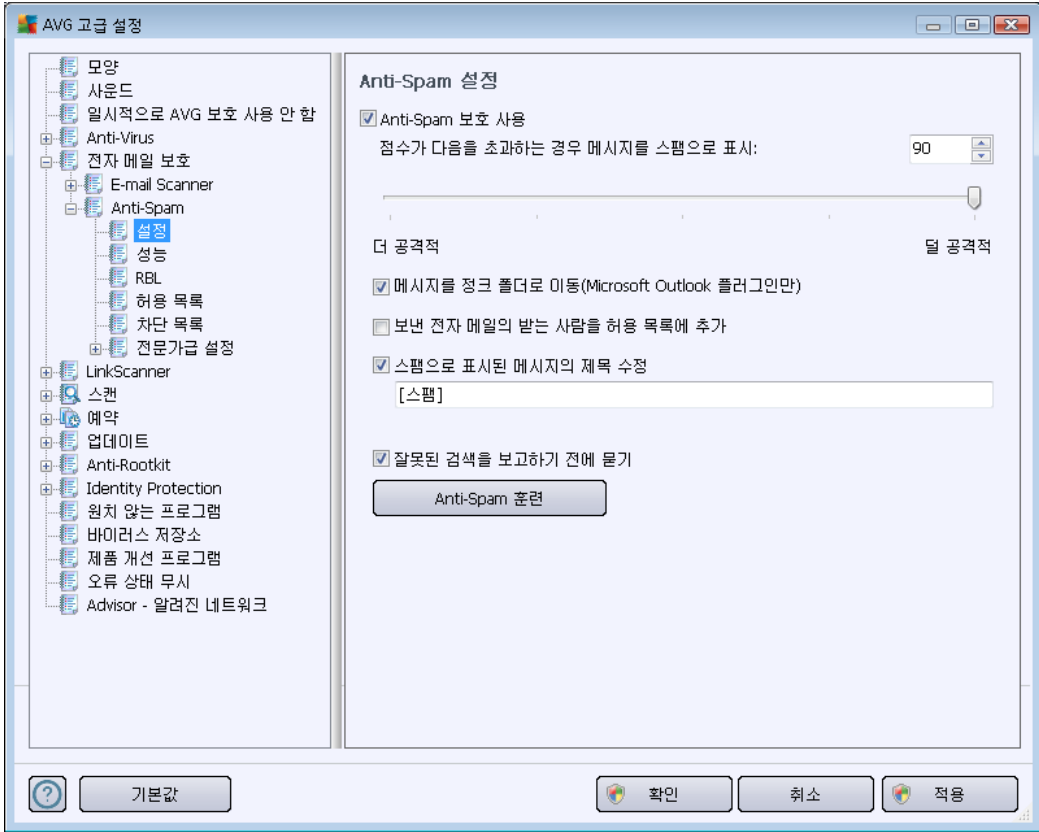 AVG 고급 설정
모양
사운드
일시적으로 AVG 보호 사용 안 함
Anti-Virus
전자 메일 보호
E-mail Scanner
Anti-Spam
설정
성능
RBL
허용 목록
차단 목록
전문가급 설정
LinkScanner
스캔
예약
업데이트
Anti-Rootkit
Identity Protection
원치 않는 프로그램
바이러스 저장소
제품 개선 프로그램
오류 상태 무시
Advisor - 알려진 네트워크
Anti-Spam 설정
Anti-Spam 보호 사용
점수가 다음을 초과하는 경우 메시지를 스팸으로 표시: 90
더 공격적 덜 공격적
메시지를 정크 폴더로 이동(Microsoft Outlook 플러그인만)
보낸 전자 메일의 받는 사람을 허용 목록에 추가
스팸으로 표시된 메시지의 제목 수정
[스팸]
잘못된 검색을 보고하기 전에 묻기
Anti-Spam 훈련
기본값 확인 취소 적용